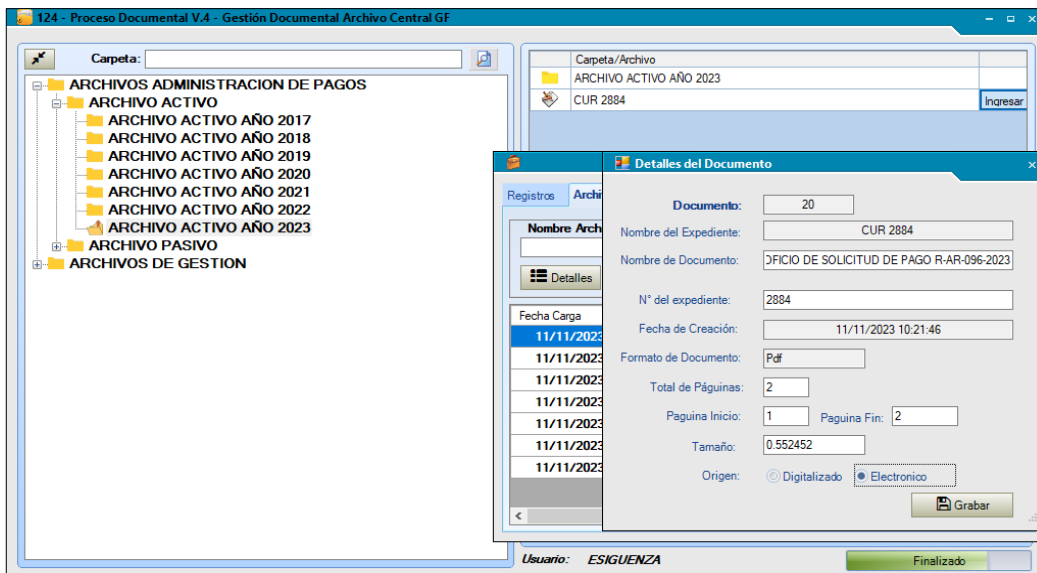 124 - Proceso Documental V.4 - Gestión Documental Archivo Central GF
Carpeta:
ARCHIVOS ADMINISTRACION DE PAGOS
ARCHIVO ACTIVO
ARCHIVO ACTIVO AÑO 2017
ARCHIVO ACTIVO AÑO 2018
ARCHIVO ACTIVO AÑO 2019
ARCHIVO ACTIVO AÑO 2020
ARCHIVO ACTIVO AÑO 2021
ARCHIVO ACTIVO AÑO 2022
ARCHIVO ACTIVO AÑO 2023
ARCHIVO PASIVO
ARCHIVOS DE GESTION
Carpeta/Archivo
ARCHIVO ACTIVO AÑO 2023
CUR 2884 Ingresar
Registros Archi
Nombre Arch
Detalles
Fecha Carga
11/11/2023
11/11/2023
11/11/2023
11/11/2023
11/11/2023
11/11/2023
11/11/2023
Detalles del Documento
Documento: 20
Nombre del Expediente: CUR 2884
Nombre de Documento: OFICIO DE SOLICITUD DE PAGO R-AR-096-2023
N° del expediente: 2884
Fecha de Creación: 11/11/2023 10:21:46
Formato de Documento: Pdf
Total de Páguinas: 2
Paguina Inicio: 1 Paguina Fin: 2
Tamaño: 0.552452
Origen: Digitalizado Electronico
Grabar
Usuario: ESIGUENZA
Finalizado